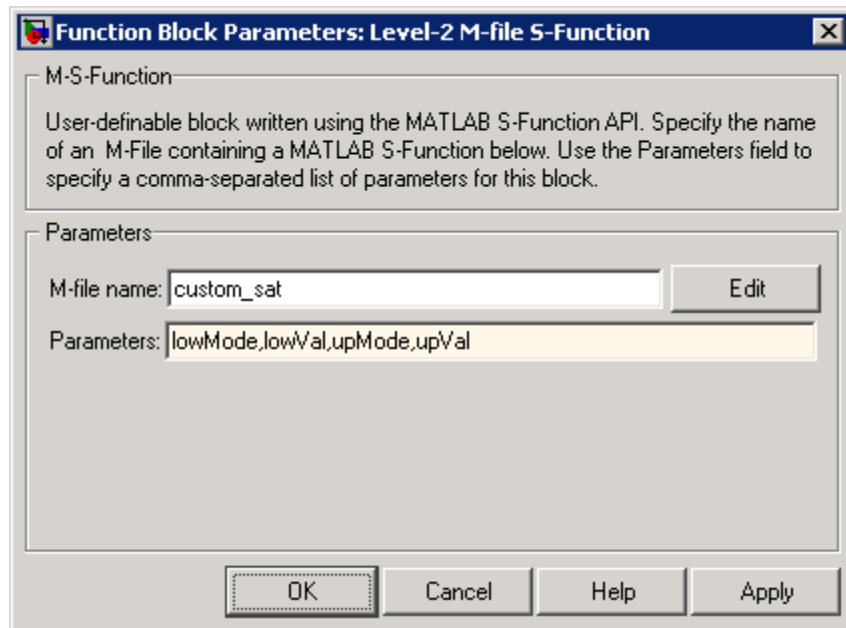 Function Block Parameters: Level-2 M-file S-Function
M-S-Function
User-definable block written using the MATLAB S-Function API. Specify the name
of an M-File containing a MATLAB S-Function below. Use the Parameters field to
specify a comma-separated list of parameters for this block.
Parameters
M-file name: custom_sat Edit
Parameters: lowMode,lowVal,upMode,upVal
OK Cancel Help Apply